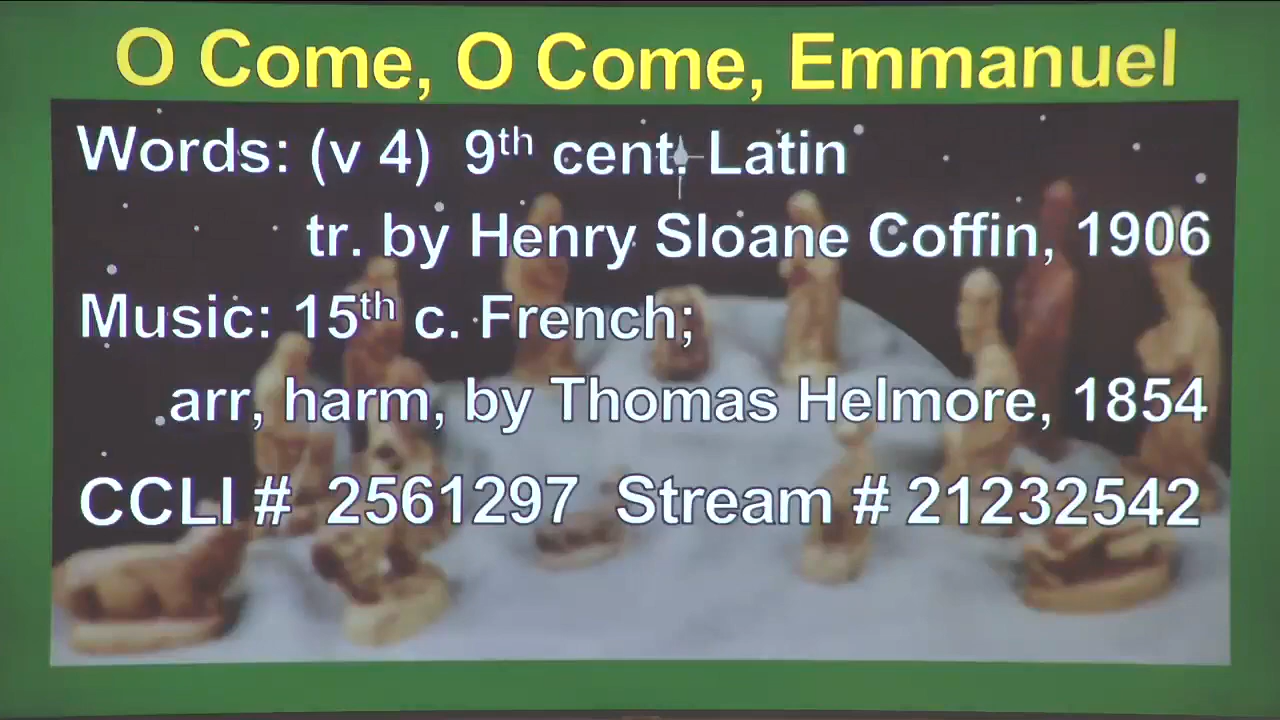 O Come, O Come, Emmanuel
Words: (v 4) 9th cent. Latin
tr. by Henry Sloane Coffin, 1906
Music: 15th c. French;
arr, harm, by Thomas Helmore, 1854
CCLI # 2561297 Stream # 21232542